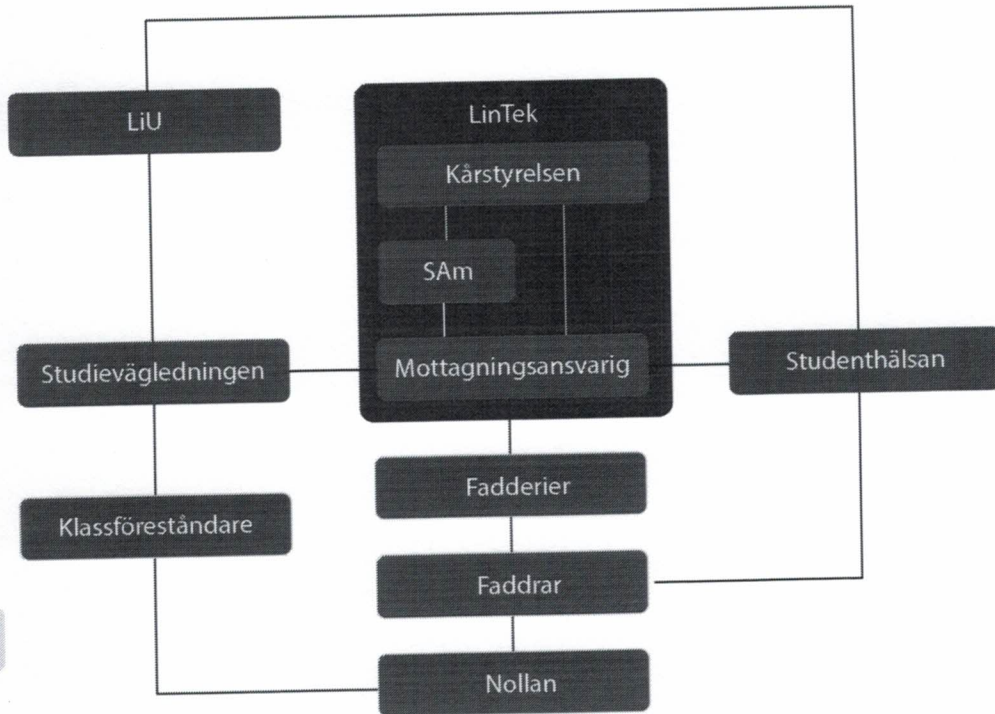 LiU
LinTek
Kårstyrelsen
SAm
Studievägledningen
Mottagningsansvarig
Studenthälsan
Fadderier
Klassföreståndare
Faddrar
Nollan